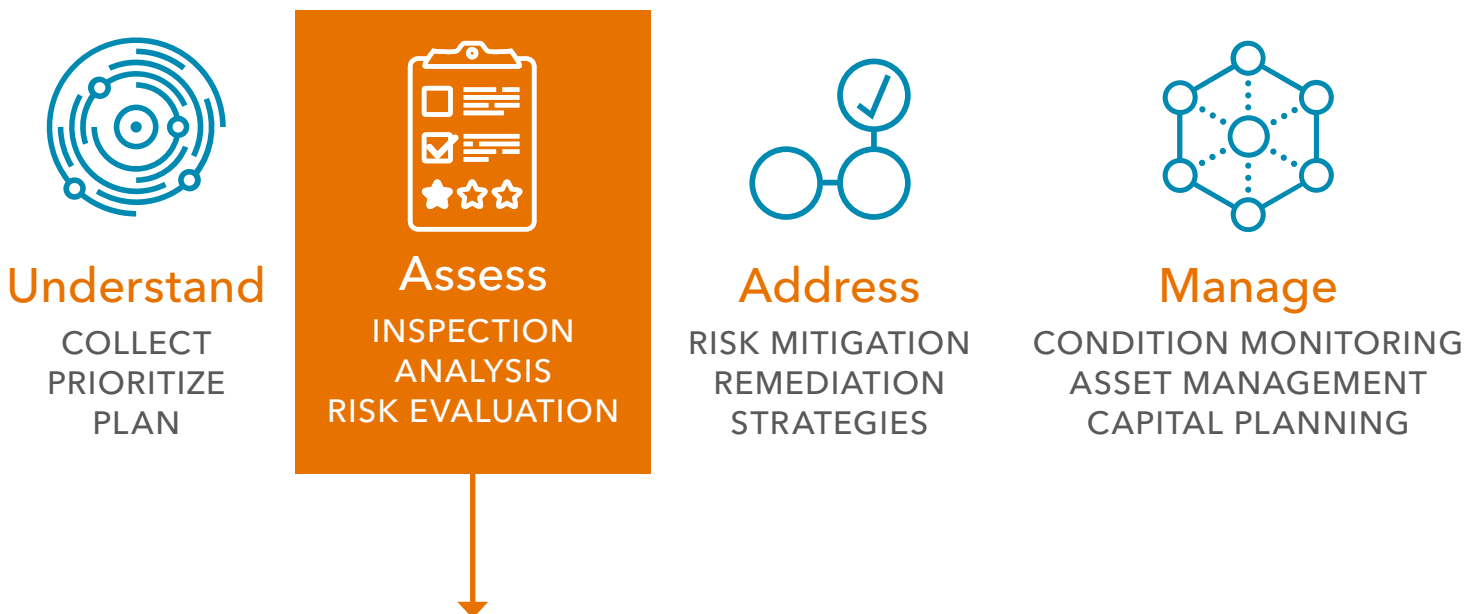 Understand
COLLECT
PRIORITIZE
PLAN
Assess
INSPECTION
ANALYSIS
RISK EVALUATION
Address
RISK MITIGATION
REMEDIATION
STRATEGIES
Manage
CONDITION MONITORING
ASSET MANAGEMENT
CAPITAL PLANNING